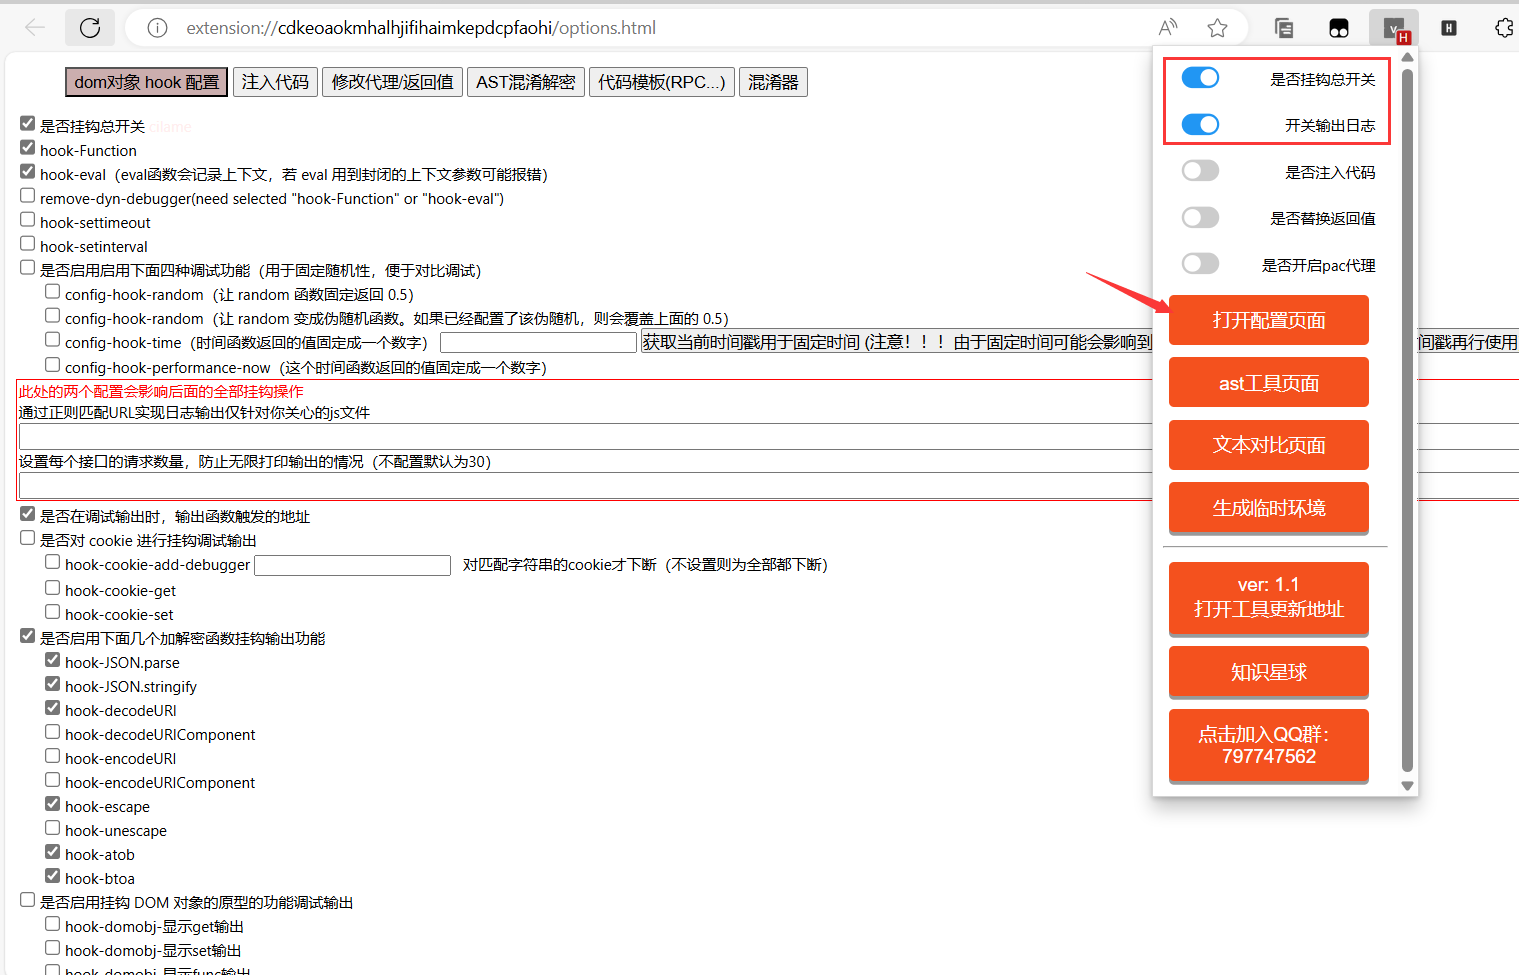 extension://cdkeoaokmhalhjifihaimkepdcpfaohi/options.html
dom对象 hook 配置 注入代码 修改代理/返回值 AST混淆解密 代码模板(RPC...) 混淆器
是否挂钩总开关 cilame
hook-Function
hook-eval（eval函数会记录上下文，若 eval 用到封闭的上下文参数可能报错）
remove-dyn-debugger(need selected "hook-Function" or "hook-eval")
hook-settimeout
hook-setinterval
是否启用启用下面四种调试功能（用于固定随机性，便于对比调试）
config-hook-random（让 random 函数固定返回 0.5）
config-hook-random（让 random 变成伪随机函数。如果已经配置了该伪随机，则会覆盖上面的 0.5）
config-hook-time（时间函数返回的值固定成一个数字） 获取当前时间戳用于固定时间 (注意！！！由于固定时间可能会影响到 间戳再行使用
config-hook-performance-now（这个时间函数返回的值固定成一个数字）
此处的两个配置会影响后面的全部挂钩操作
通过正则匹配URL实现日志输出仅针对你关心的js文件
设置每个接口的请求数量，防止无限打印输出的情况（不配置默认为30）
是否在调试输出时，输出函数触发的地址
是否对 cookie 进行挂钩调试输出
hook-cookie-add-debugger 对匹配字符串的cookie才下断（不设置则为全部都下断）
hook-cookie-get
hook-cookie-set
是否启用下面几个加解密函数挂钩输出功能
hook-JSON.parse
hook-JSON.stringify
hook-decodeURI
hook-decodeURIComponent
hook-encodeURI
hook-encodeURIComponent
hook-escape
hook-unescape
hook-atob
hook-btoa
是否启用挂钩 DOM 对象的原型的功能调试输出
hook-domobj-显示get输出
hook-domobj-显示set输出
hook-domobj-显示func输出
V
H
H
是否挂钩总开关
开关输出日志
是否注入代码
是否替换返回值
是否开启pac代理
打开配置页面
ast工具页面
文本对比页面
生成临时环境
ver: 1.1
打开工具更新地址
知识星球
点击加入QQ群：
797747562